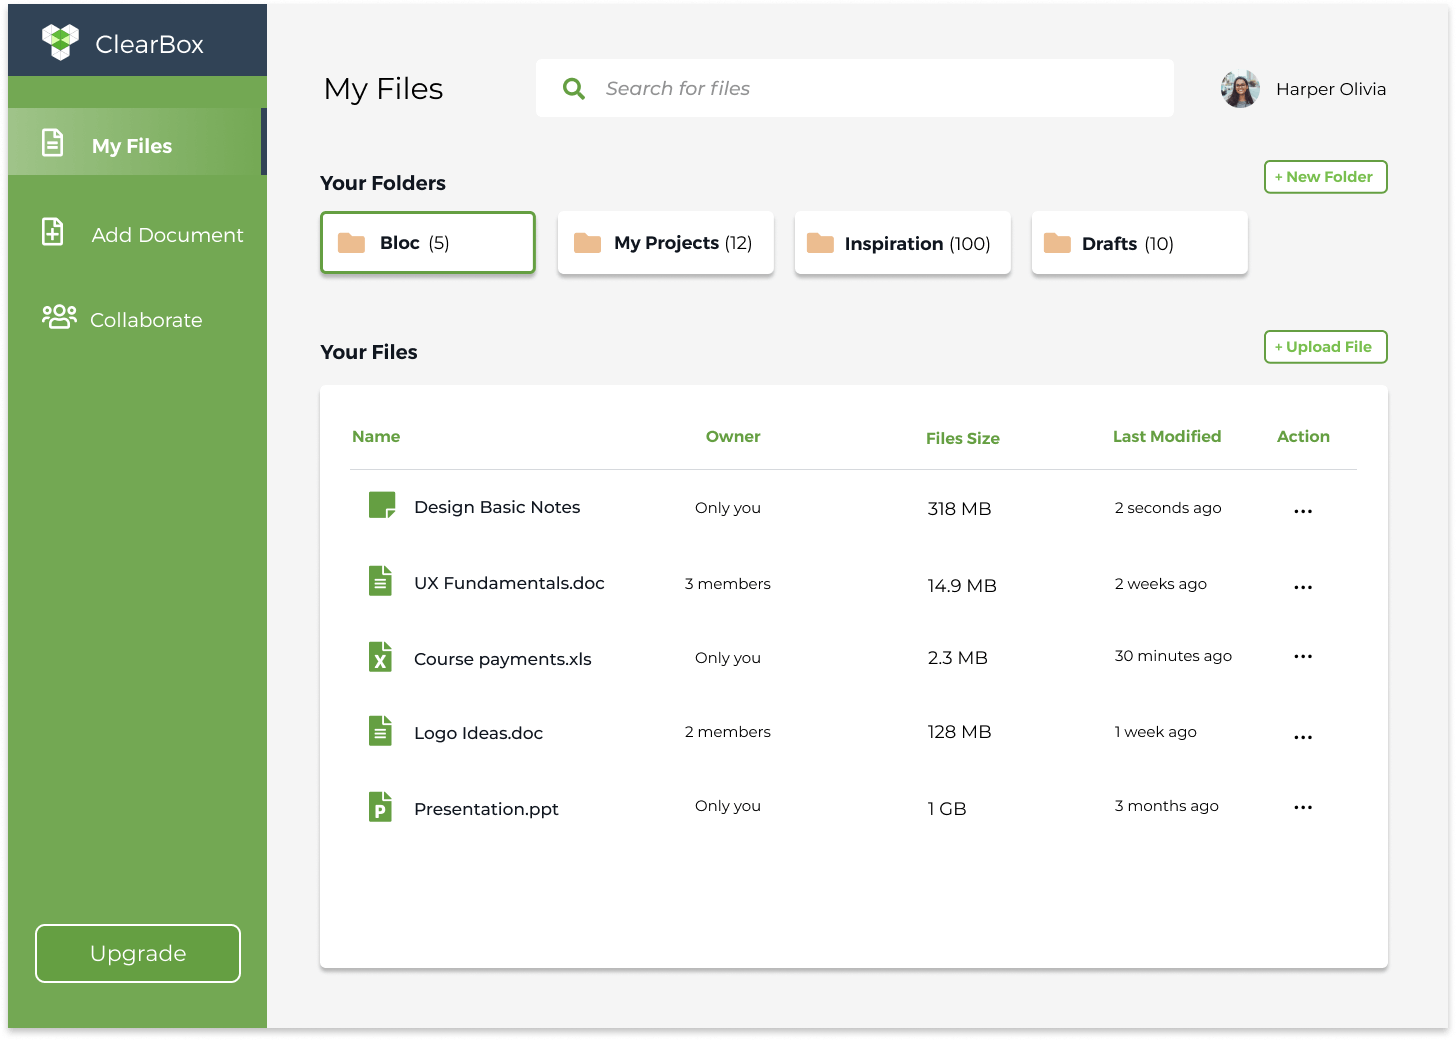 ClearBox
My Files
Search for files
Harper Olivia
My Files
Add Document
Collaborate
Upgrade
Your Folders
+ New Folder
Bloc (5)
My Projects (12)
Inspiration (100)
Drafts (10)
Your Files
+ Upload File
Name Owner Files Size Last Modified Action
Design Basic Notes Only you 318 MB 2 seconds ago ...
UX Fundamentals.doc 3 members 14.9 MB 2 weeks ago ...
X Course payments.xls Only you 2.3 MB 30 minutes ago ...
Logo Ideas.doc 2 members 128 MB 1 week ago ...
P Presentation.ppt Only you 1 GB 3 months ago ...